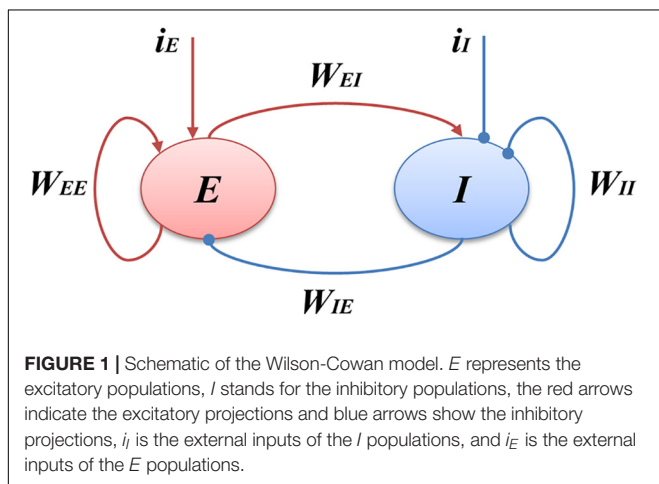 iE
iI
WEI
WEE
E
I
WII
WIE
FIGURE 1 | Schematic of the Wilson-Cowan model. E represents the
excitatory populations, I stands for the inhibitory populations, the red arrows
indicate the excitatory projections and blue arrows show the inhibitory
projections, iI is the external inputs of the I populations, and iE is the external
inputs of the E populations.